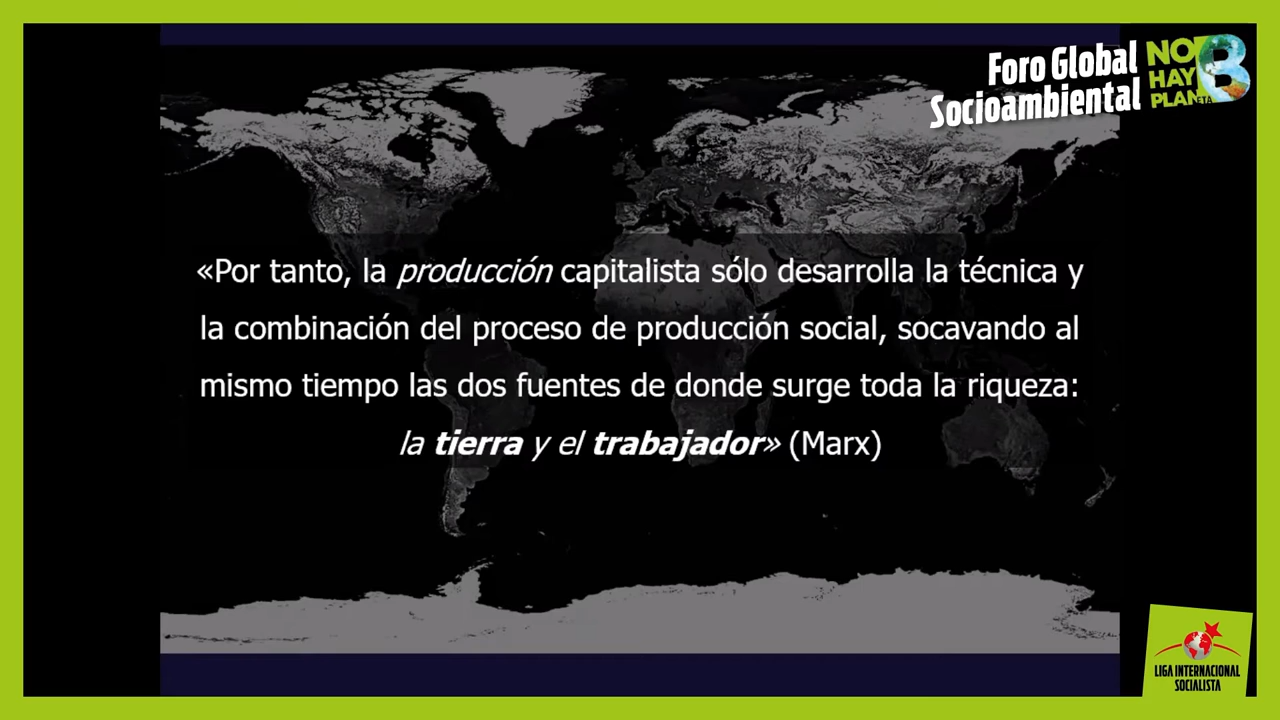 Foro Global
Socioambiental
NO
HAY
PLANETA
B
«Por tanto, la producción capitalista sólo desarrolla la técnica y
la combinación del proceso de producción social, socavando al
mismo tiempo las dos fuentes de donde surge toda la riqueza:
la tierra y el trabajador» (Marx)
LIGA INTERNACIONAL
SOCIALISTA